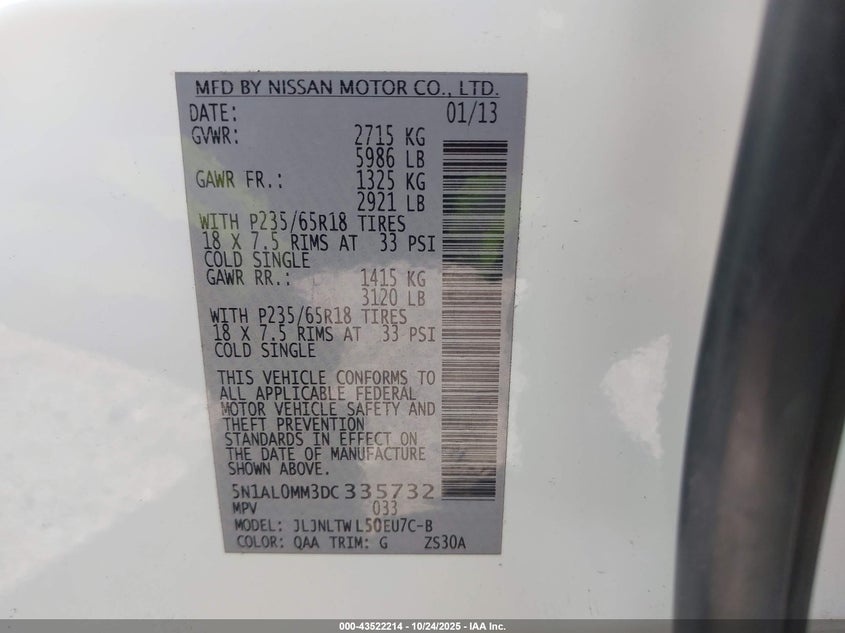 MFD BY NISSAN MOTOR CO., LTD.
DATE: 01/13
GVWR: 2715 KG
5986 LB
GAWR FR.: 1325 KG
2921 LB
WITH P235/65R18 TIRES
18 X 7.5 RIMS AT 33 PSI
COLD SINGLE
GAWR RR.: 1415 KG
3120 LB
WITH P235/65R18 TIRES
18 X 7.5 RIMS AT 33 PSI
COLD SINGLE
THIS VEHICLE CONFORMS TO
ALL APPLICABLE FEDERAL
MOTOR VEHICLE SAFETY AND
THEFT PREVENTION
STANDARDS IN EFFECT ON
THE DATE OF MANUFACTURE
SHOWN ABOVE.
5N1AL0MM3DC335732
MPV 033
MODEL: JLJNLTWL50EU7C-B
COLOR: QAA TRIM: G ZS30A
000-43522214 - 10/24/2025 - IAA Inc.